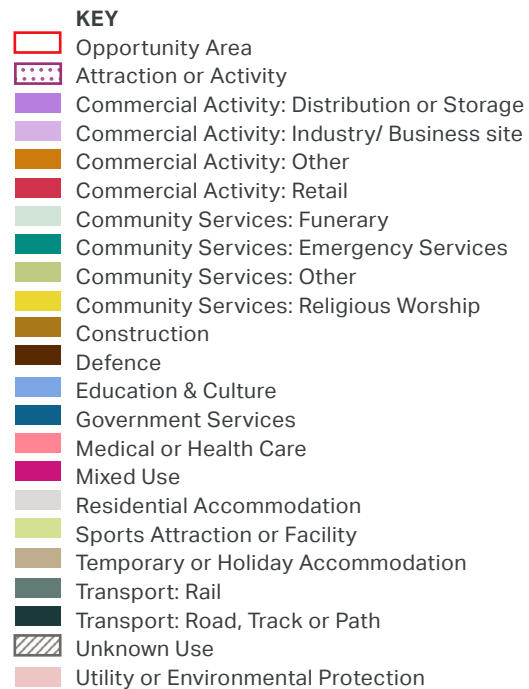 KEY
Opportunity Area
Attraction or Activity
Commercial Activity: Distribution or Storage
Commercial Activity: Industry/ Business site
Commercial Activity: Other
Commercial Activity: Retail
Community Services: Funerary
Community Services: Emergency Services
Community Services: Other
Community Services: Religious Worship
Construction
Defence
Education & Culture
Government Services
Medical or Health Care
Mixed Use
Residential Accommodation
Sports Attraction or Facility
Temporary or Holiday Accommodation
Transport: Rail
Transport: Road, Track or Path
Unknown Use
Utility or Environmental Protection